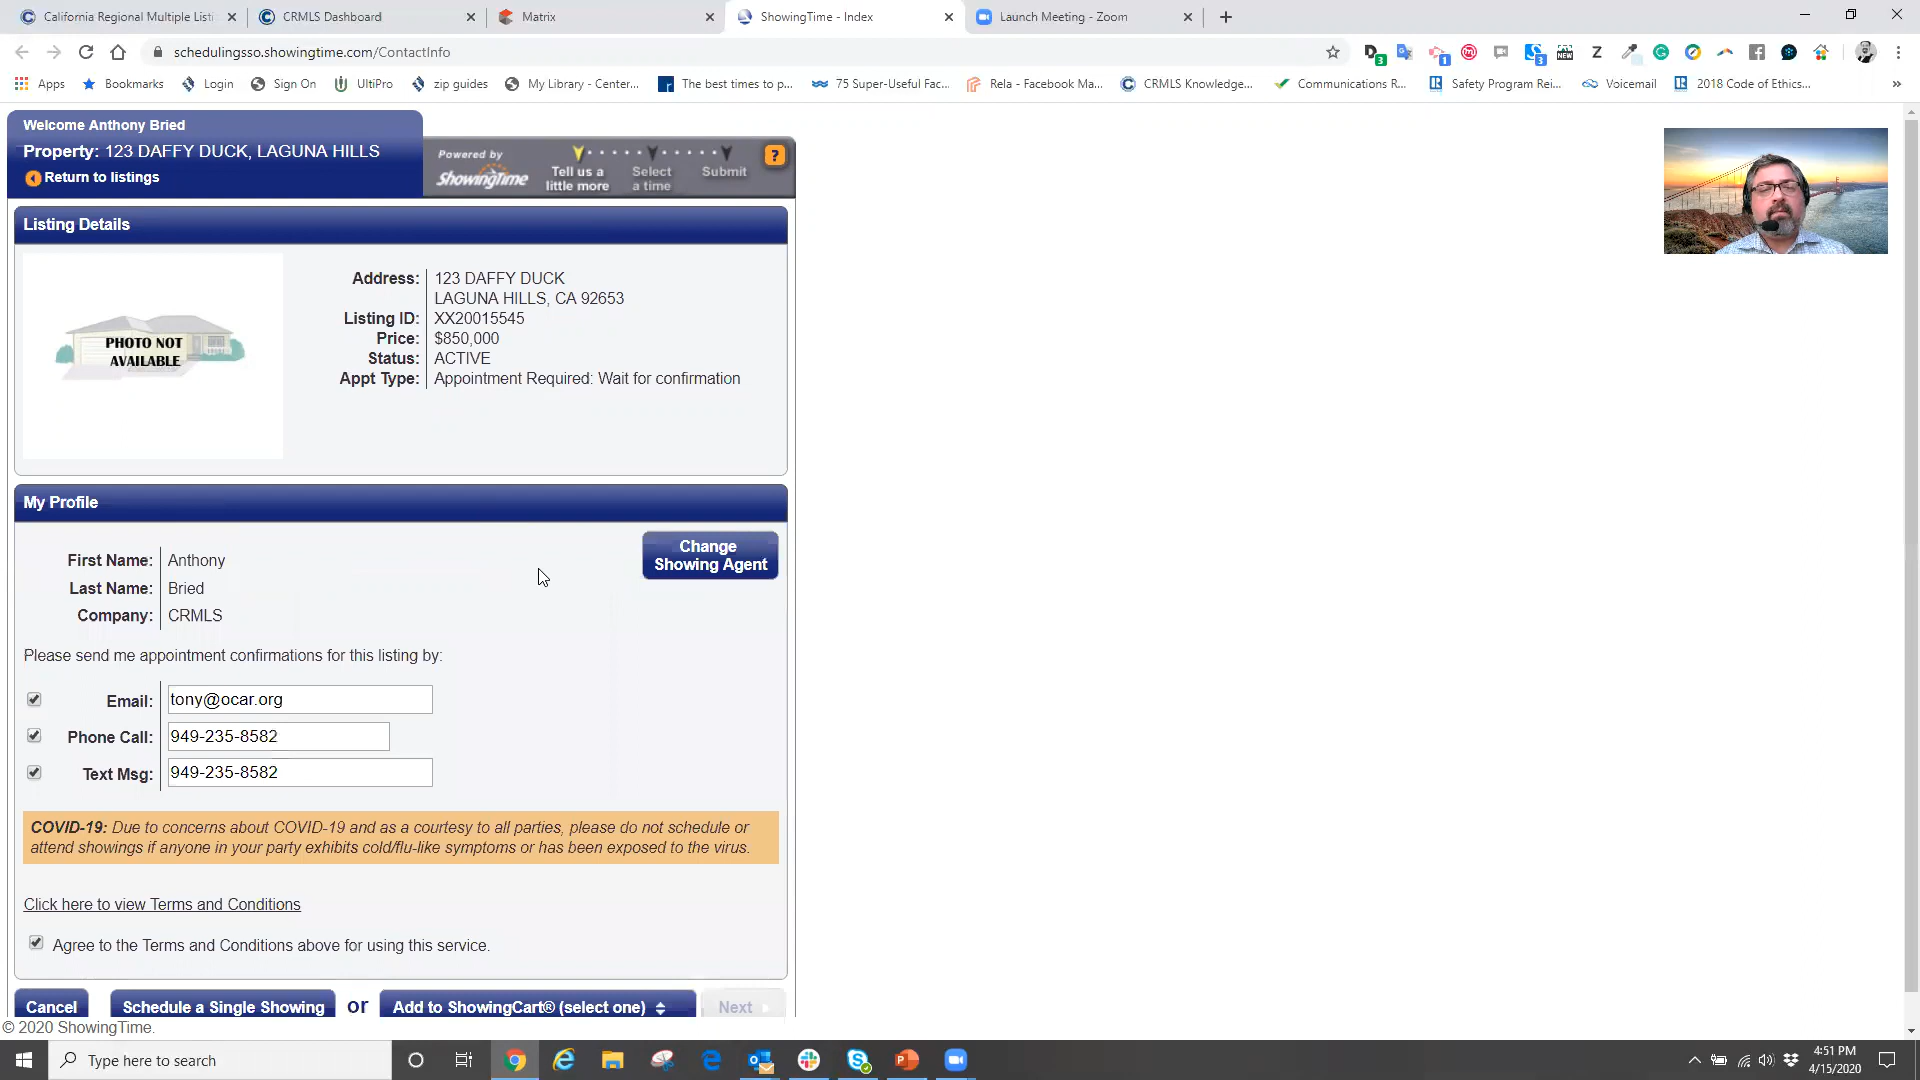 California Regional Multiple Listi
CRMLS Dashboard
Matrix
ShowingTime - Index
Launch Meeting - Zoom
schedulingsso.showingtime.com/ContactInfo
Apps
Bookmarks
Login
Sign On
UltiPro
zip guides
My Library - Center...
The best times to p...
75 Super-Useful Fac...
Rela - Facebook Ma...
CRMLS Knowledge...
Communications R...
Safety Program Rei...
Voicemail
2018 Code of Ethics...
Welcome Anthony Bried
Property: 123 DAFFY DUCK, LAGUNA HILLS
Return to listings
Powered by
ShowingTime
Tell us a
little more
Select
a time
Submit
?
Listing Details
PHOTO NOT
AVAILABLE
Address: 123 DAFFY DUCK
LAGUNA HILLS, CA 92653
Listing ID: XX20015545
Price: $850,000
Status: ACTIVE
Appt Type: Appointment Required: Wait for confirmation
My Profile
Change
Showing Agent
First Name: Anthony
Last Name: Bried
Company: CRMLS
Please send me appointment confirmations for this listing by:
Email: tony@ocar.org
Phone Call: 949-235-8582
Text Msg: 949-235-8582
COVID-19: Due to concerns about COVID-19 and as a courtesy to all parties, please do not schedule or
attend showings if anyone in your party exhibits cold/flu-like symptoms or has been exposed to the virus.
Click here to view Terms and Conditions
Agree to the Terms and Conditions above for using this service.
Cancel
Schedule a Single Showing
or
Add to ShowingCart® (select one)
Next
© 2020 ShowingTime.
Type here to search
4:51 PM
4/15/2020